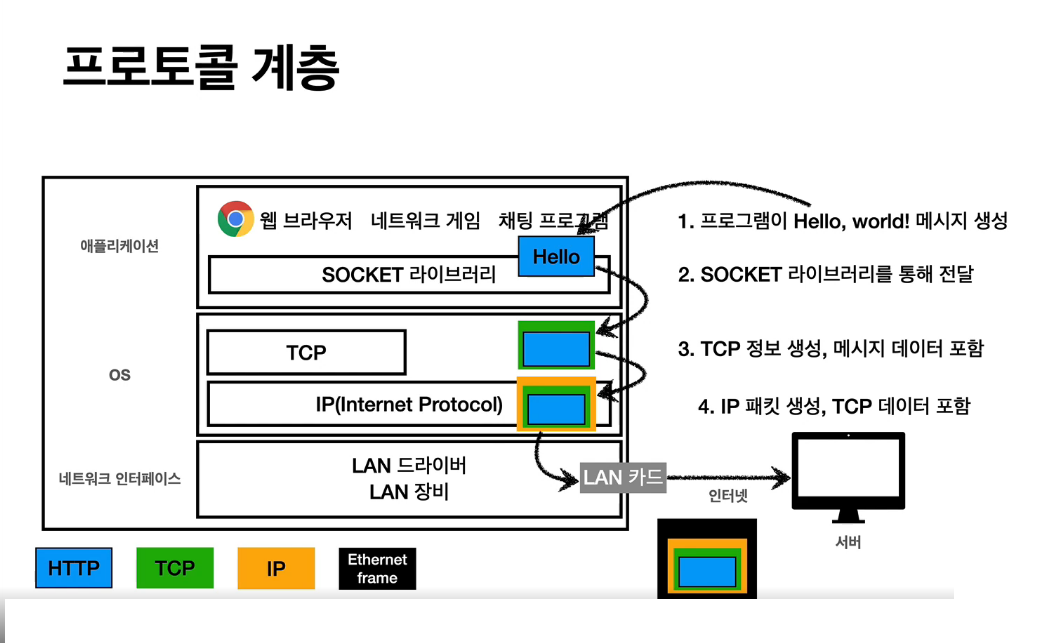 프로토콜 계층
애플리케이션
웹 브라우저 네트워크 게임 채팅 프로그램
Hello
SOCKET 라이브러리
1. 프로그램이 Hello, world! 메시지 생성
2. SOCKET 라이브러리를 통해 전달
OS
TCP
IP(Internet Protocol)
3. TCP 정보 생성, 메시지 데이터 포함
4. IP 패킷 생성, TCP 데이터 포함
네트워크 인터페이스
LAN 드라이버
LAN 장비
LAN 카드
인터넷
서버
HTTP
TCP
IP
Ethernet
frame